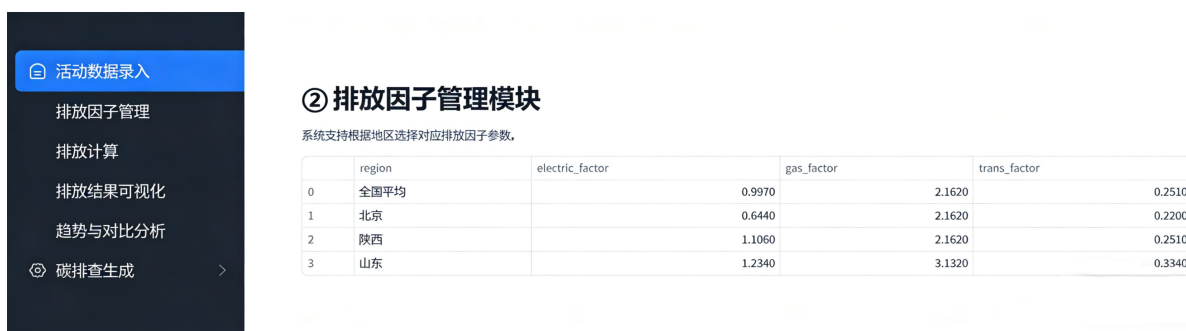 活动数据录入
排放因子管理
排放计算
排放结果可视化
趋势与对比分析
碳排查生成
② 排放因子管理模块
系统支持根据地区选择对应排放因子参数。
region electric_factor gas_factor trans_factor
0 全国平均 0.9970 2.1620 0.2510
1 北京 0.6440 2.1620 0.2200
2 陕西 1.1060 2.1620 0.2510
3 山东 1.2340 3.1320 0.3340